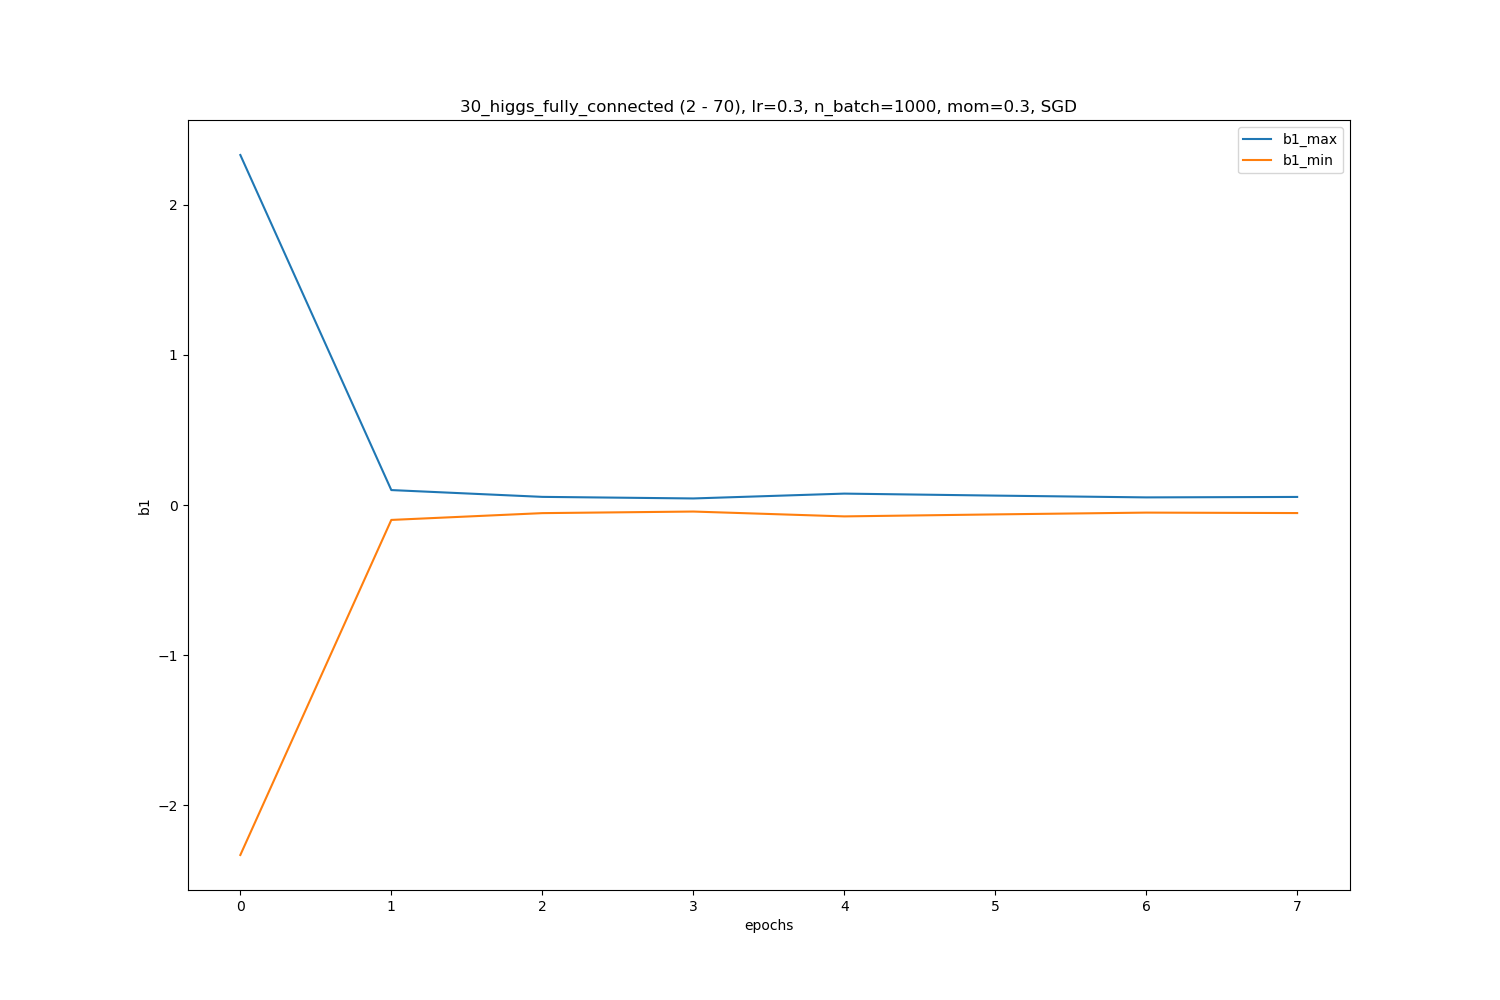 30_higgs_fully_connected (2 - 70), lr=0.3, n_batch=1000, mom=0.3, SGD
b1_max
b1_min
2
1
0
−1
−2
b1
0 1 2 3 4 5 6 7
epochs